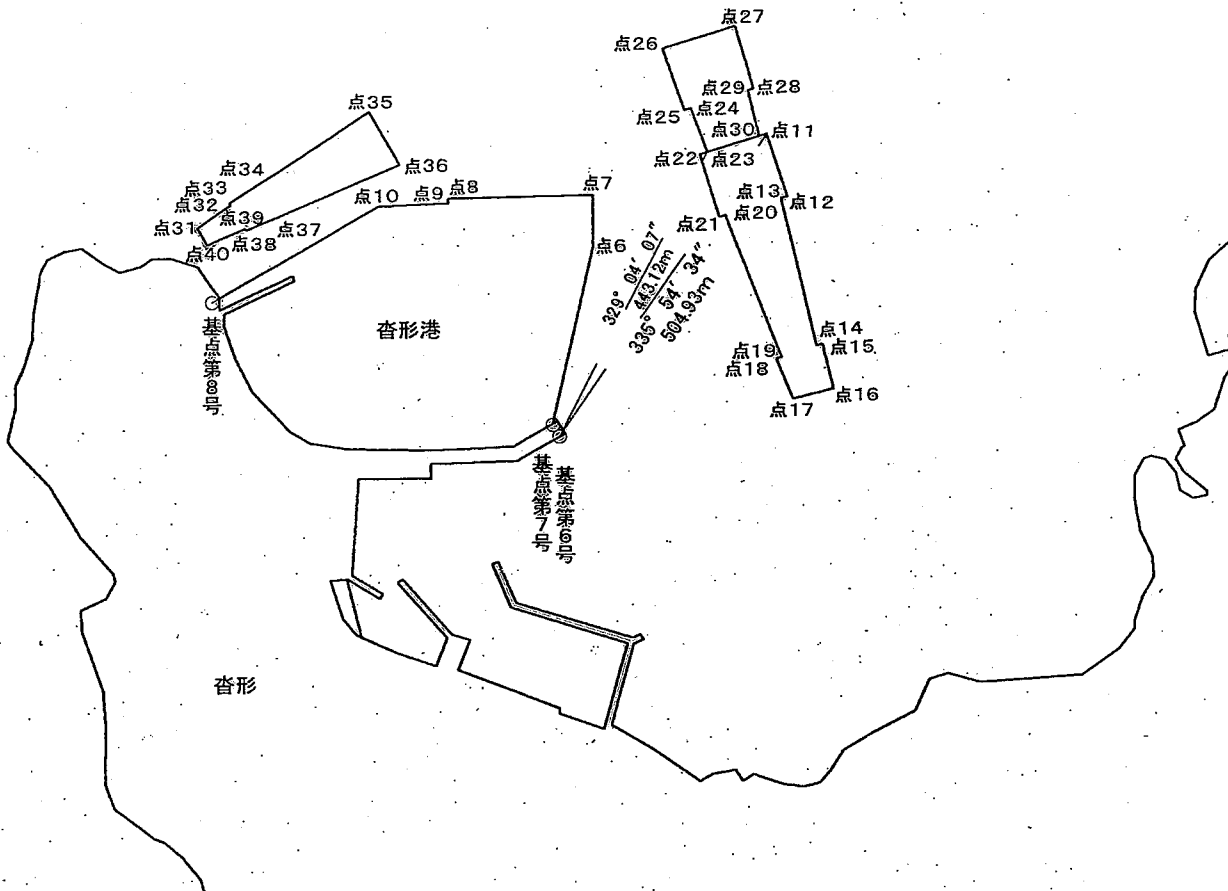 点27
点26
点29
点28
点25
点24
点30
点11
点22
点23
点13
点12
点21
点20
点14
点15
点19
点18
点17
点16
点35
点34
点36
点33
点32
点31
点39
点37
点38
点40
点10
点9
点8
点7
点6
329° 04′ 07″
443.12m
335° 54′ 34″
504.93m
沓形港
基点第8号
基点第7号
基点第6号
沓形